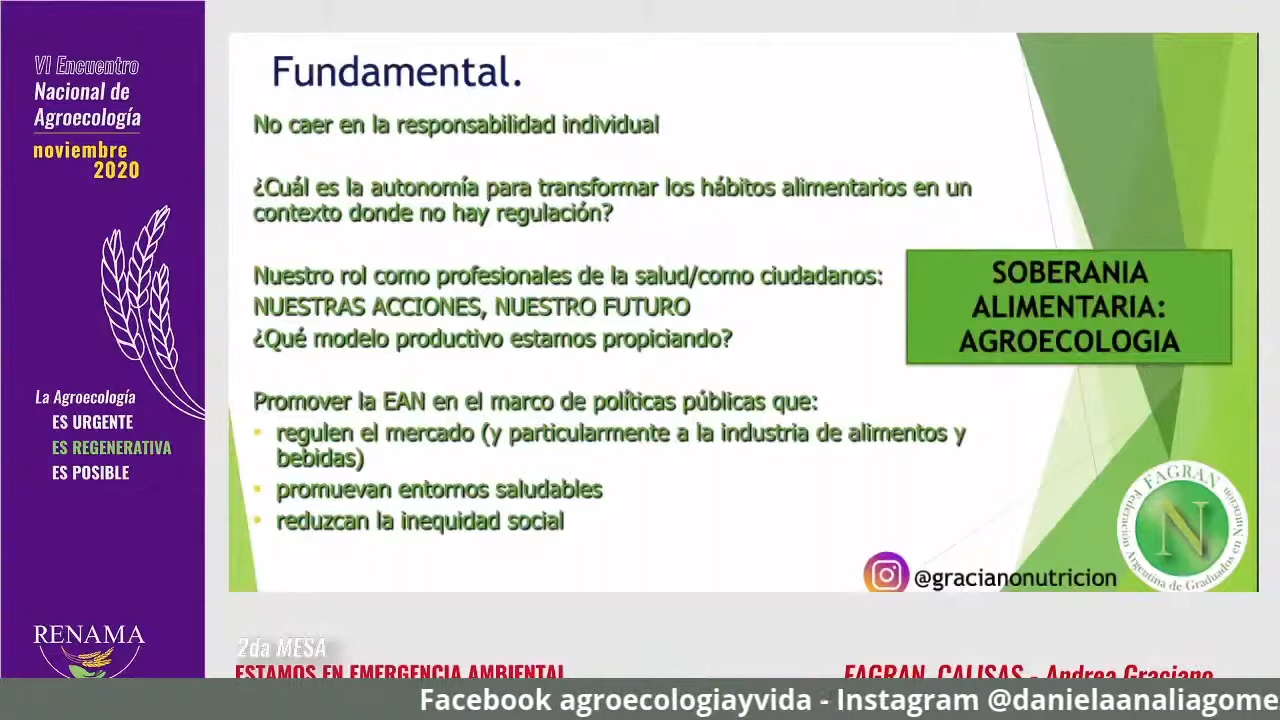 VI Encuentro
Nacional de
Agroecología
noviembre
2020
La Agroecología
ES URGENTE
ES REGENERATIVA
ES POSIBLE
RENAMA
Fundamental.
No caer en la responsabilidad individual
¿Cuál es la autonomía para transformar los hábitos alimentarios en un
contexto donde no hay regulación?
Nuestro rol como profesionales de la salud/como ciudadanos:
NUESTRAS ACCIONES, NUESTRO FUTURO
¿Qué modelo productivo estamos propiciando?
Promover la EAN en el marco de políticas públicas que:
• regulen el mercado (y particularmente a la industria de alimentos y
bebidas)
• promuevan entornos saludables
• reduzcan la inequidad social
SOBERANIA
ALIMENTARIA:
AGROECOLOGIA
FAGRAN
Federación Argentina de Graduados en Nutrición
N
@gracianonutricion
2da MESA
ESTAMOS EN EMERGENCIA AMBIENTAL
FAGRAN, CALISAS - Andrea Graciano
Facebook agroecologiayvida - Instagram @danielaanaliagome